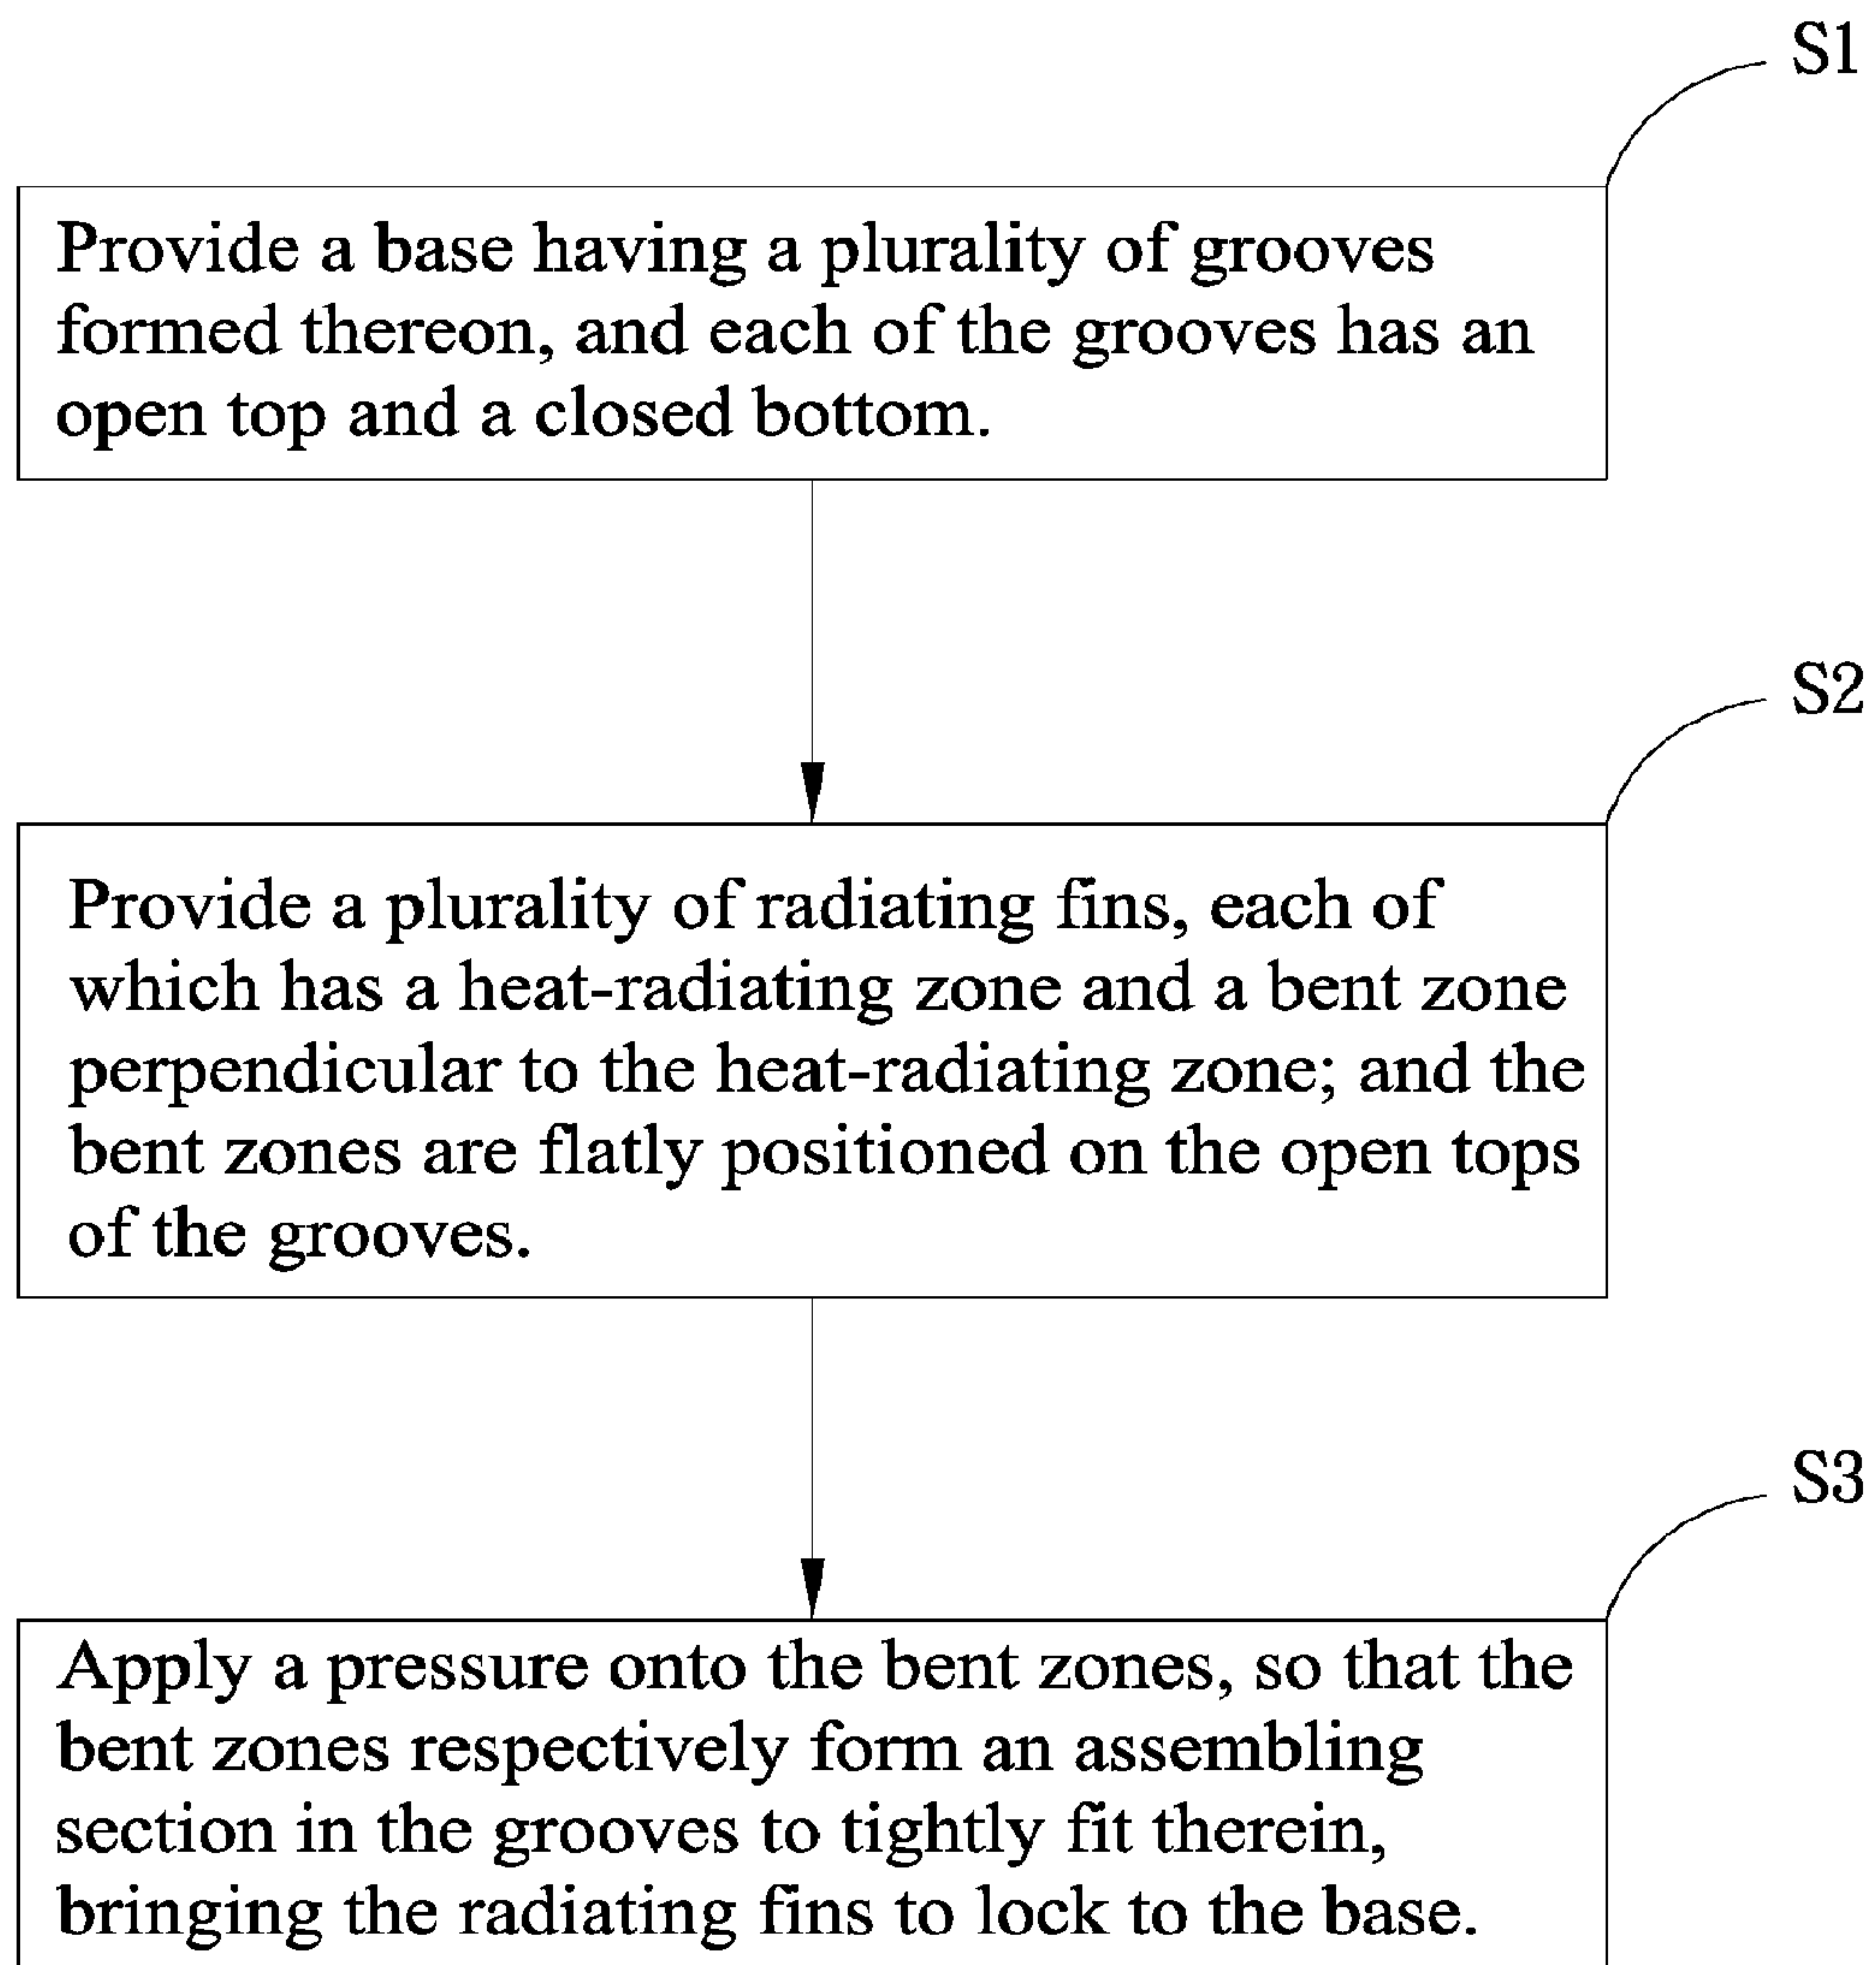 S1
Provide a base having a plurality of grooves
formed thereon, and each of the grooves has an
open top and a closed bottom.
S2
Provide a plurality of radiating fins, each of
which has a heat-radiating zone and a bent zone
perpendicular to the heat-radiating zone; and the
bent zones are flatly positioned on the open tops
of the grooves.
S3
Apply a pressure onto the bent zones, so that the
bent zones respectively form an assembling
section in the grooves to tightly fit therein,
bringing the radiating fins to lock to the base.